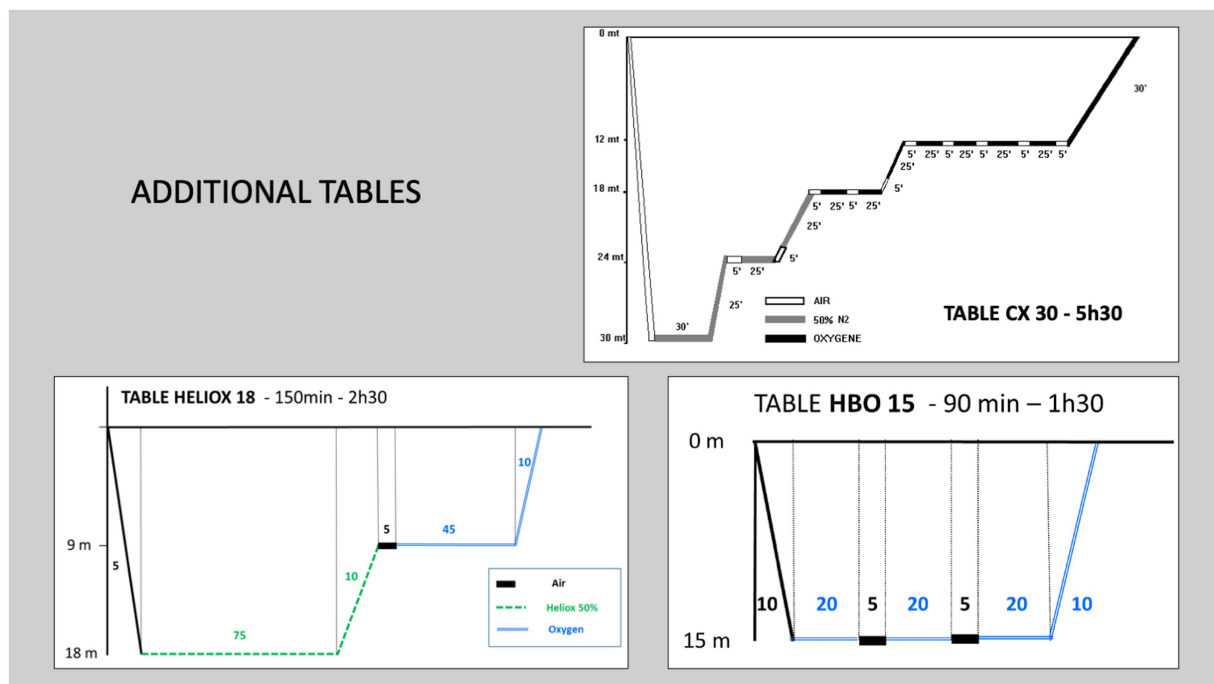 ADDITIONAL TABLES
0 mt
30'
12 mt
5' 25' 5' 25' 5' 25' 5' 25' 5'
25'
18 mt
5'
5' 25' 5' 25'
25'
24 mt
5'
5' 25'
AIR
25'
50% N2
TABLE CX 30 - 5h30
30'
30 mt
OXYGENE
TABLE HELIOX 18 - 150min - 2h30
10
5 45
9 m
5
10
Air
Heliox 50%
Oxygen
75
18 m
TABLE HBO 15 - 90 min – 1h30
0 m
10 20 5 20 5 20 10
15 m